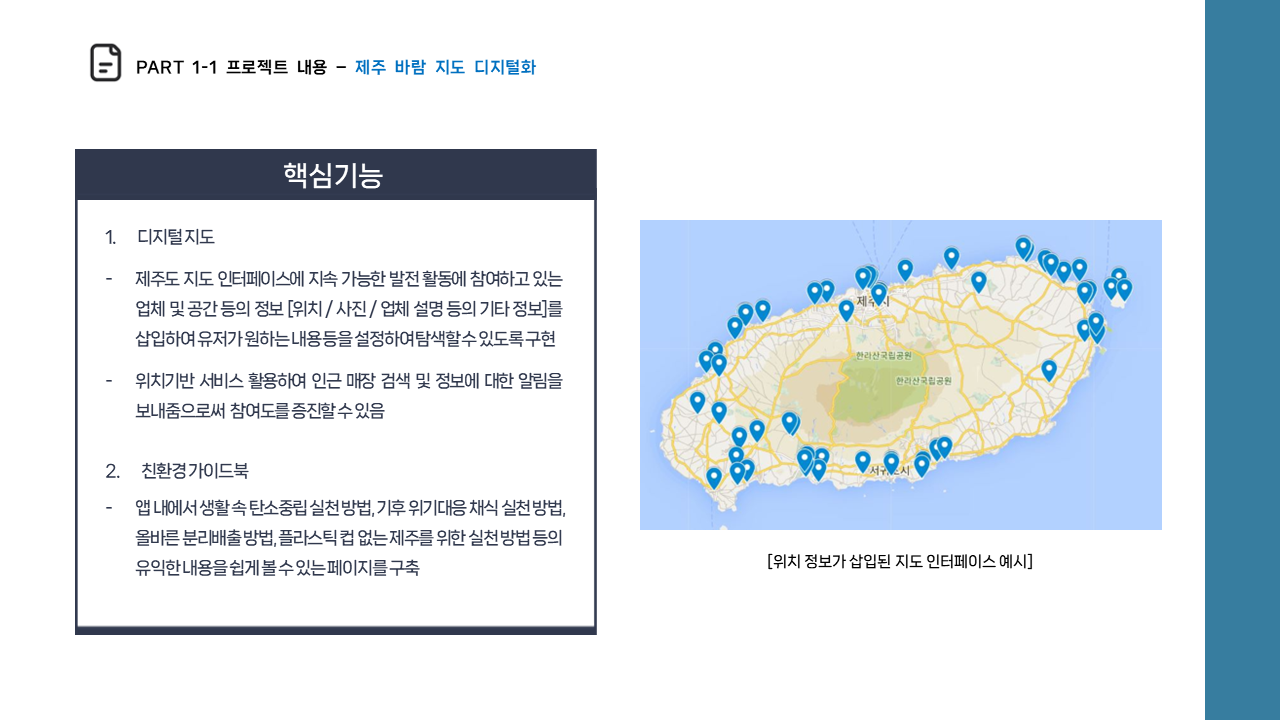 PART 1-1 프로젝트 내용 – 제주 바람 지도 디지털화
핵심기능
1. 디지털지도
- 제주도 지도 인터페이스에 지속 가능한 발전 활동에 참여하고 있는
업체 및 공간 등의 정보 [위치 / 사진 / 업체 설명 등의 기타 정보]를
삽입하여 유저가 원하는 내용 등을 설정하여 탐색할 수 있도록 구현
- 위치기반 서비스 활용하여 인근 매장 검색 및 정보에 대한 알림을
보내줌으로써 참여도를 증진할 수 있음
2. 친환경 가이드북
- 앱 내에서 생활 속 탄소중립 실천 방법, 기후 위기대응 채식 실천 방법,
올바른 분리배출 방법, 플라스틱 컵 없는 제주를 위한 실천 방법 등의
유익한 내용을 쉽게 볼 수 있는 페이지를 구축
제주시
한라산국립공원
한라산국립공원
서귀포시
[위치 정보가 삽입된 지도 인터페이스 예시]